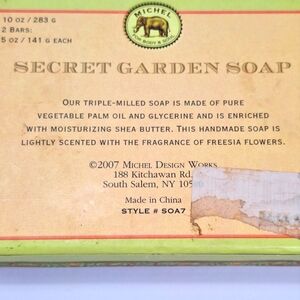 10 OZ / 283 g
2 BARS:
5 OZ / 141 g EACH
MICHEL
SECRET GARDEN SOAP
OUR TRIPLE-MILLED SOAP IS MADE OF PURE
VEGETABLE PALM OIL AND GLYCERINE AND IS ENRICHED
WITH MOISTURIZING SHEA BUTTER. THIS HANDMADE SOAP IS
LIGHTLY SCENTED WITH THE FRAGRANCE OF FREESIA FLOWERS.
©2007 MICHEL DESIGN WORKS
188 KITCHAWAN RD.
SOUTH SALEM, NY
MADE IN CHINA
STYLE # SOA7